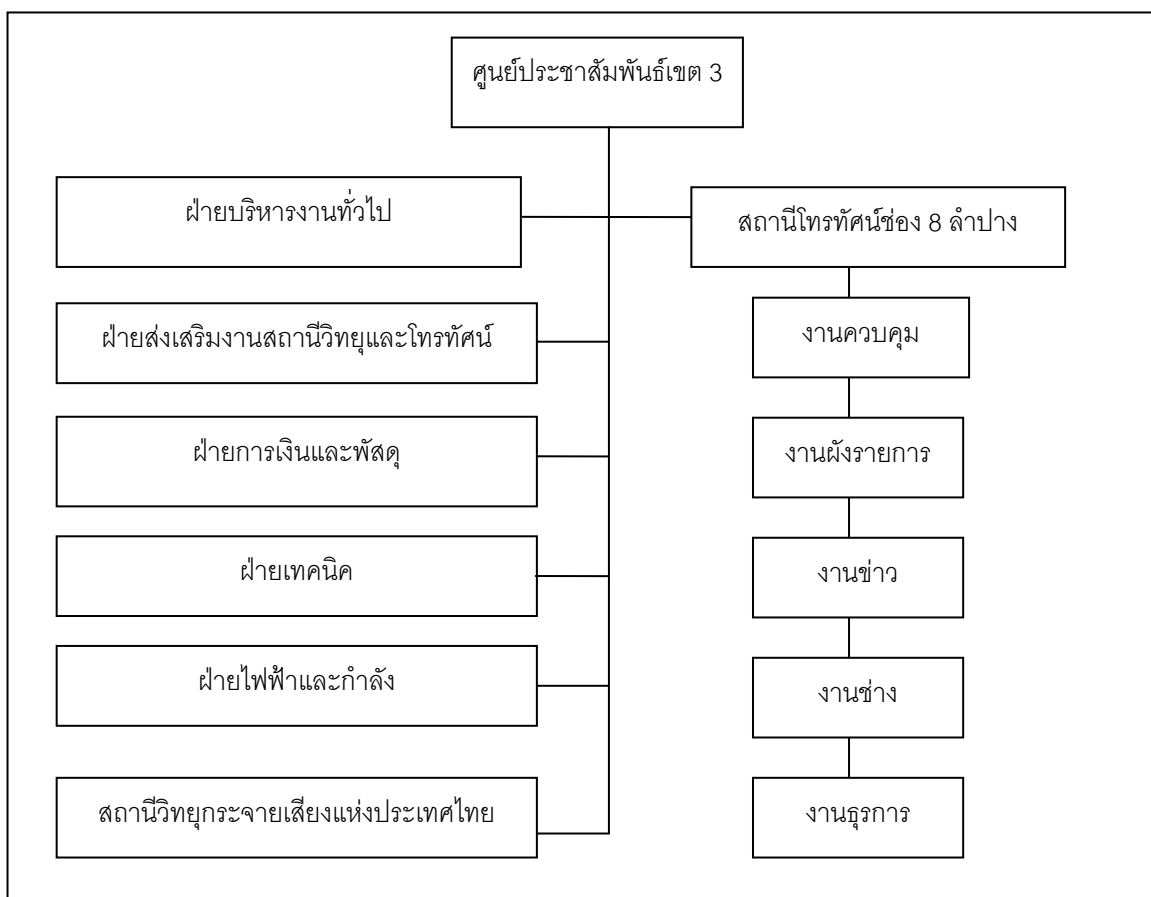 ศูนย์ประชาสัมพันธ์เขต 3
ฝ่ายบริหารงานทั่วไป
สถานีโทรทัศน์ช่อง 8 ลำปาง
ฝ่ายส่งเสริมงานสถานีวิทยุและโทรทัศน์
งานควบคุม
ฝ่ายการเงินและพัสดุ
งานผังรายการ
ฝ่ายเทคนิค
งานข่าว
ฝ่ายไฟฟ้าและกำลัง
งานช่าง
สถานีวิทยุกระจายเสียงแห่งประเทศไทย
งานธุรการ